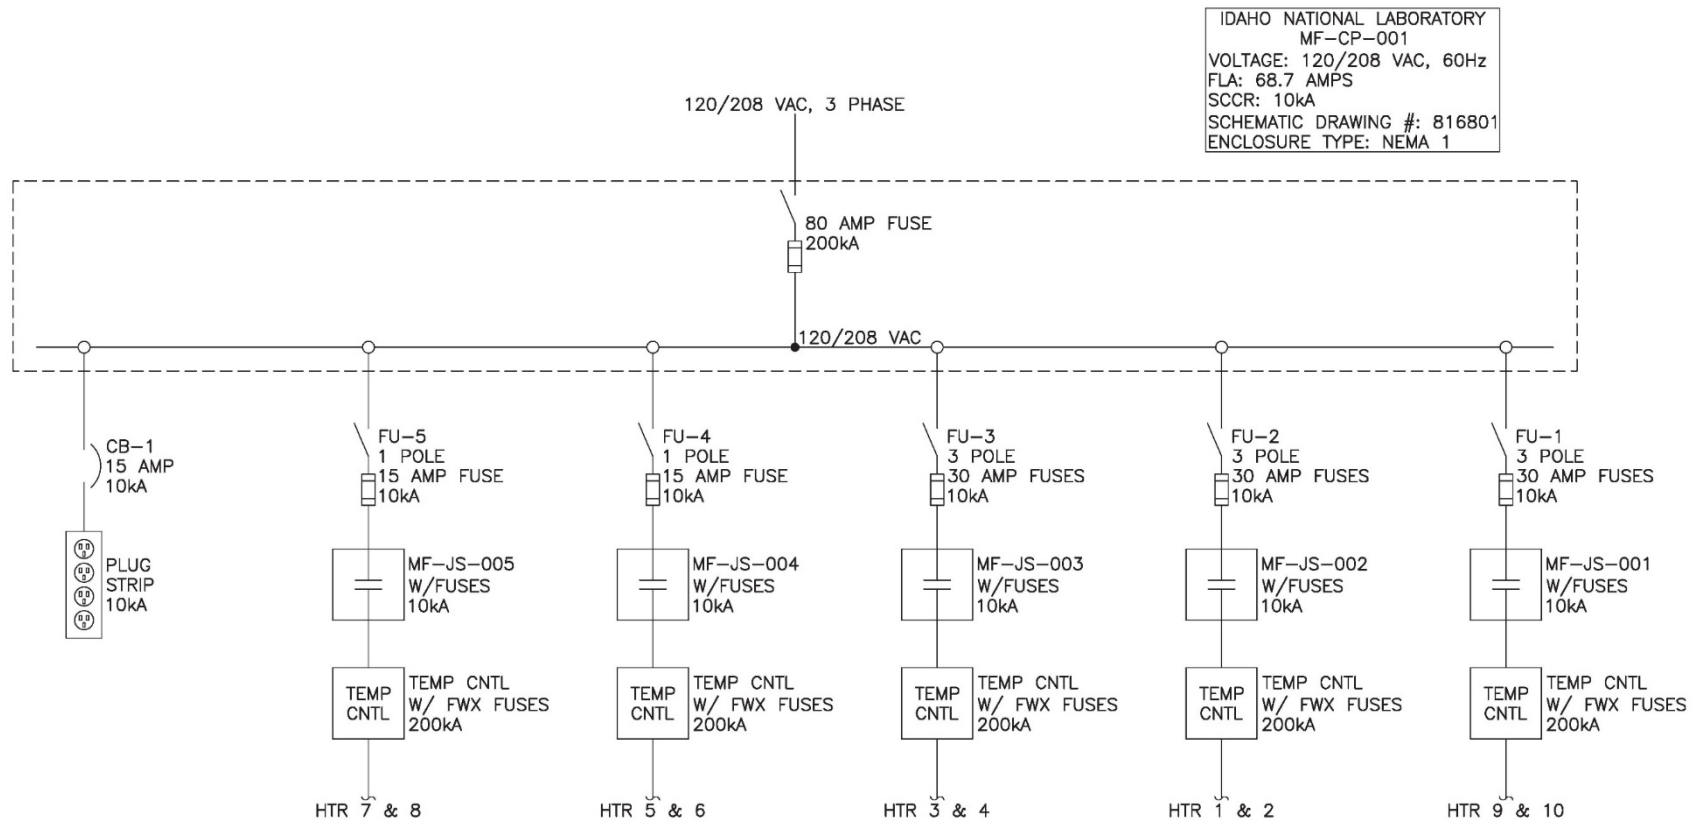 IDAHO NATIONAL LABORATORY
MF-CP-001
VOLTAGE: 120/208 VAC, 60Hz
FLA: 68.7 AMPS
SCCR: 10kA
SCHEMATIC DRAWING #: 816801
ENCLOSURE TYPE: NEMA 1
120/208 VAC, 3 PHASE
80 AMP FUSE
200kA
120/208 VAC
CB-1
15 AMP
10kA
PLUG
STRIP
10kA
FU-5
1 POLE
15 AMP FUSE
10kA
MF-JS-005
W/FUSES
10kA
TEMP
CNTL
TEMP CNTL
W/ FWX FUSES
200kA
HTR 7 & 8
FU-4
1 POLE
15 AMP FUSE
10kA
MF-JS-004
W/FUSES
10kA
TEMP
CNTL
TEMP CNTL
W/ FWX FUSES
200kA
HTR 5 & 6
FU-3
3 POLE
30 AMP FUSES
10kA
MF-JS-003
W/FUSES
10kA
TEMP
CNTL
TEMP CNTL
W/ FWX FUSES
200kA
HTR 3 & 4
FU-2
3 POLE
30 AMP FUSES
10kA
MF-JS-002
W/FUSES
10kA
TEMP
CNTL
TEMP CNTL
W/ FWX FUSES
200kA
HTR 1 & 2
FU-1
3 POLE
30 AMP FUSES
10kA
MF-JS-001
W/FUSES
10kA
TEMP
CNTL
TEMP CNTL
W/ FWX FUSES
200kA
HTR 9 & 10